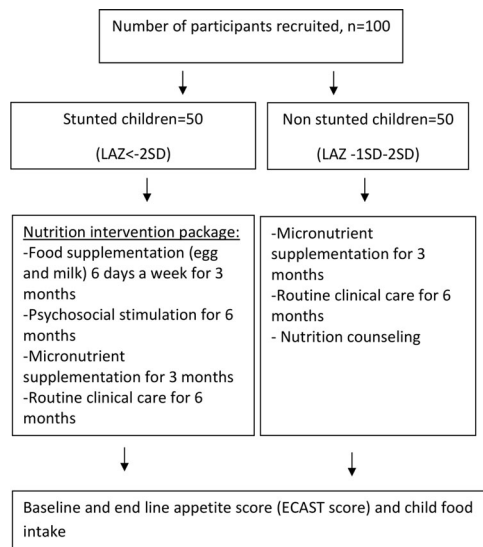 Number of participants recruited, n=100
Stunted children=50
(LAZ<-2SD)
Non stunted children=50
(LAZ -1SD-2SD)
Nutrition intervention package:
-Food supplementation (egg
and milk) 6 days a week for 3
months
-Psychosocial stimulation for 6
months
-Micronutrient
supplementation for 3 months
-Routine clinical care for 6
months
-Micronutrient
supplementation for 3
months
-Routine clinical care for 6
months
- Nutrition counseling
Baseline and end line appetite score (ECAST score) and child food
intake